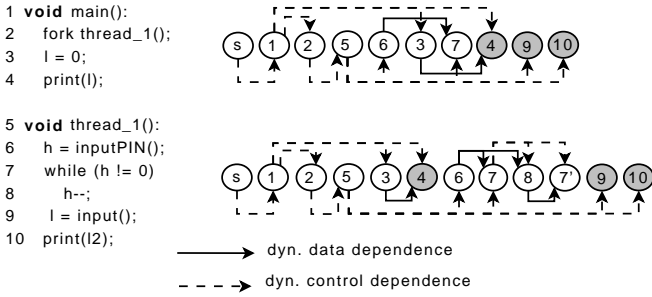 1 void main():
2 fork thread_1();
3 l = 0;
4 print(l);
5 void thread_1():
6 h = inputPIN();
7 while (h != 0)
8 h--;
9 l = input();
10 print(l2);
s 1 2 5 6 3 7 4 9 10
s 1 2 5 3 4 6 7 8 7' 9 10
dyn. data dependence
dyn. control dependence